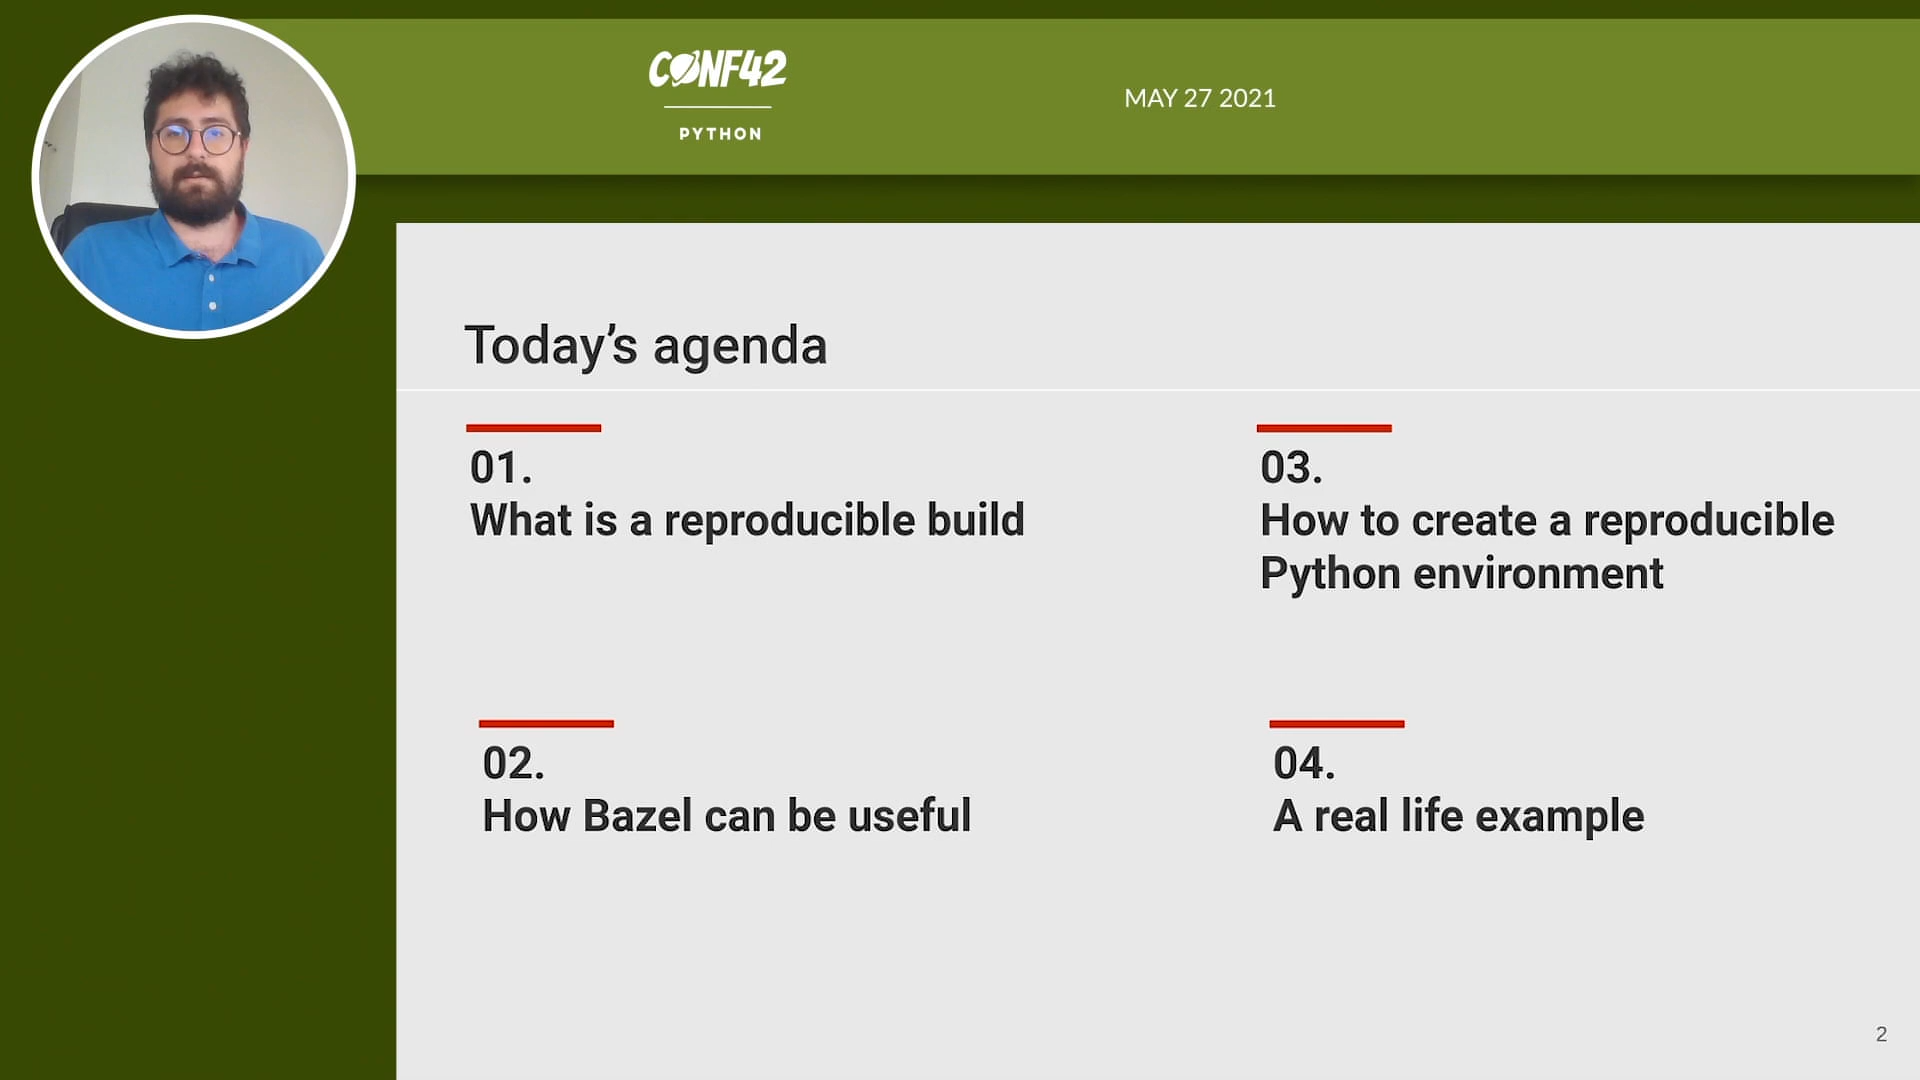 CONF42
PYTHON
MAY 27 2021
Today’s agenda
01.
What is a reproducible build
02.
How Bazel can be useful
03.
How to create a reproducible
Python environment
04.
A real life example
2